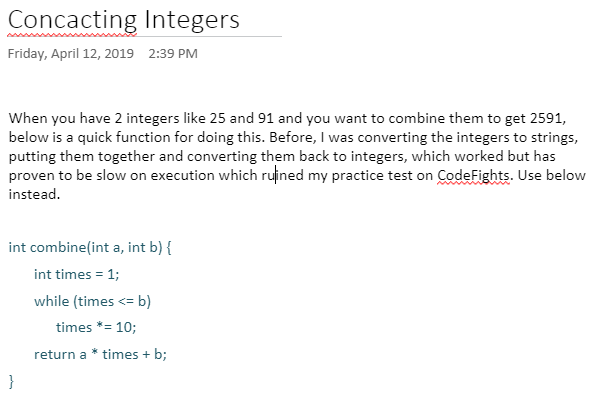 Concacting Integers
Friday, April 12, 2019 2:39 PM
When you have 2 integers like 25 and 91 and you want to combine them to get 2591,
below is a quick function for doing this. Before, I was converting the integers to strings,
putting them together and converting them back to integers, which worked but has
proven to be slow on execution which ruined my practice test on CodeFights. Use below
instead.
int combine(int a, int b) {
int times = 1;
while (times <= b)
times *= 10;
return a * times + b;
}